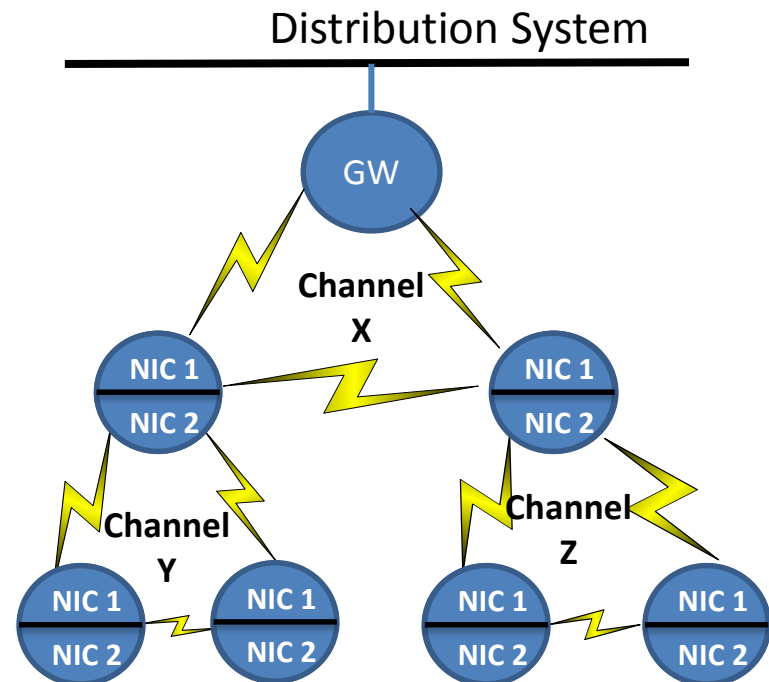 Distribution System
GW
Channel
X
NIC 1
NIC 2
NIC 1
NIC 2
Channel
Y
Channel
Z
NIC 1
NIC 2
NIC 1
NIC 2
NIC 1
NIC 2
NIC 1
NIC 2